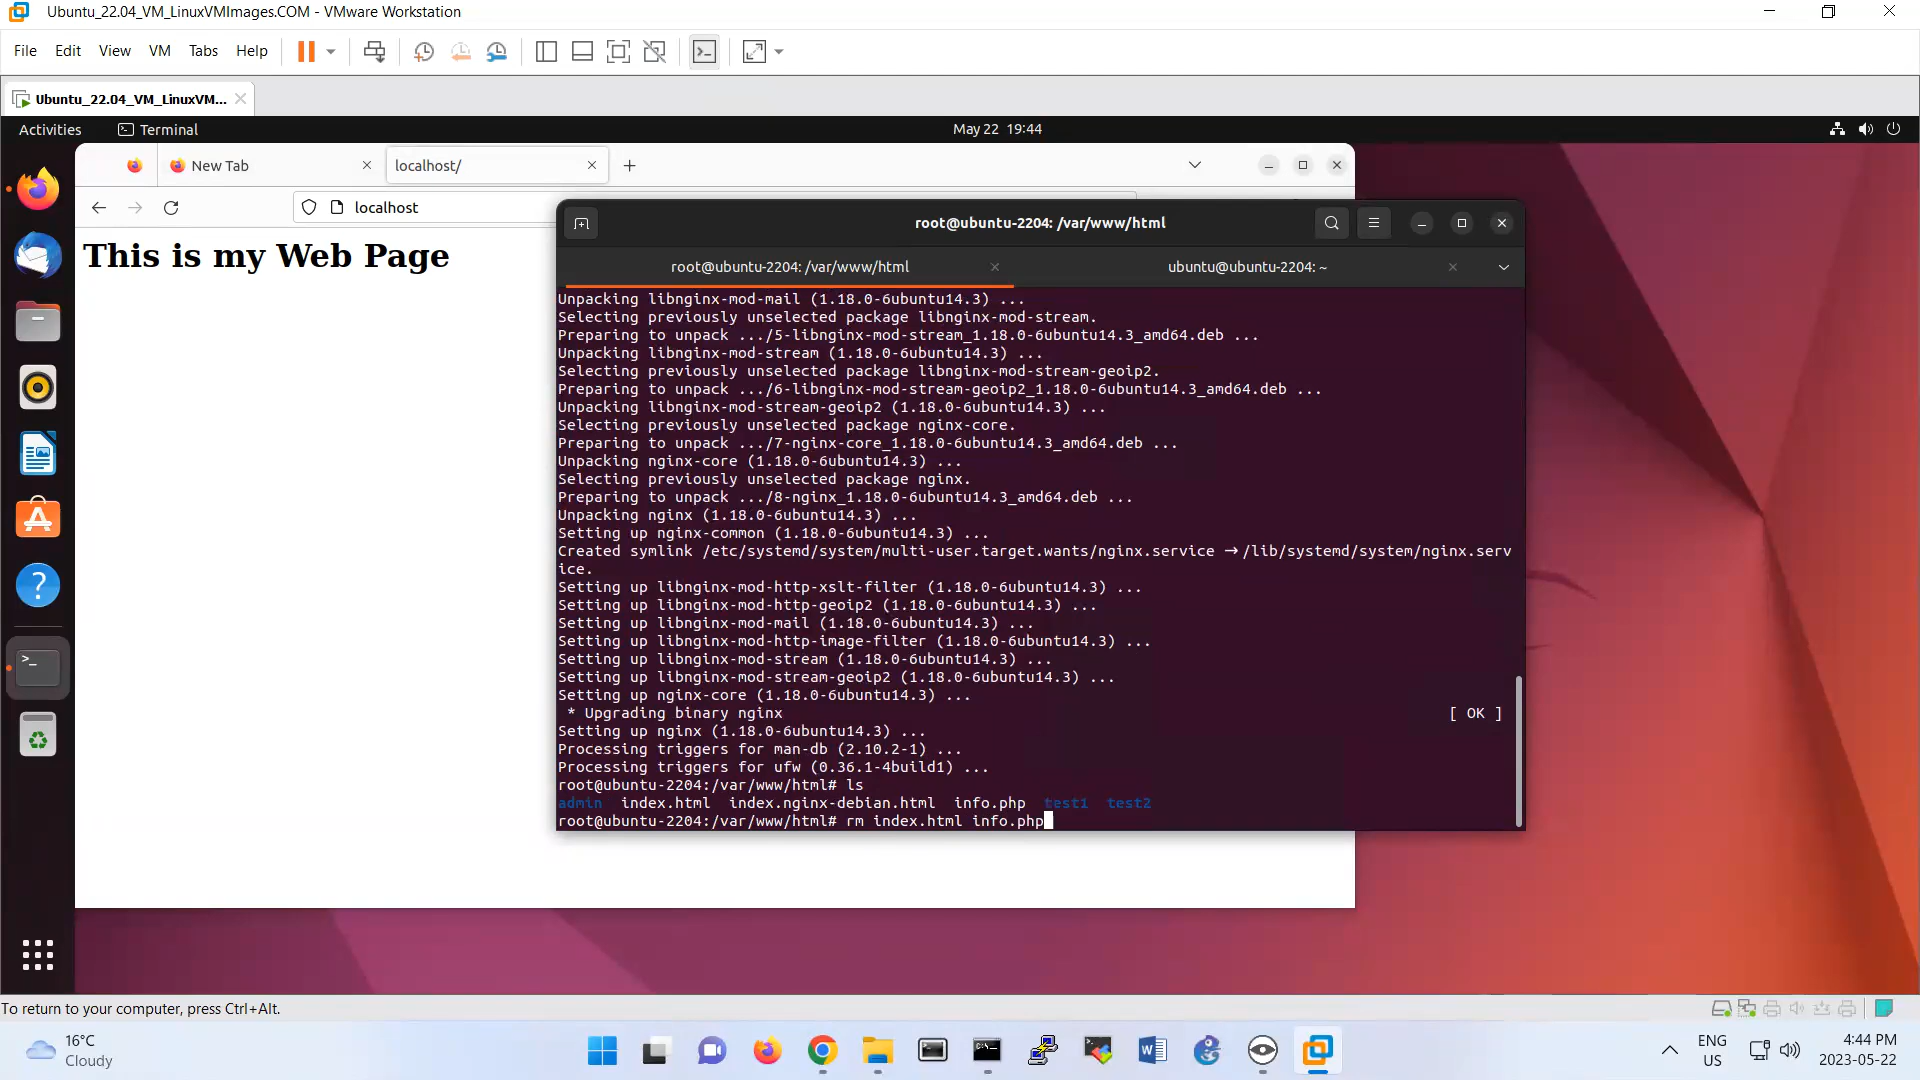 Ubuntu_22.04_VM_LinuxVMImages.COM - VMware Workstation
File Edit View VM Tabs Help
Ubuntu_22.04_VM_LinuxVM...
Activities Terminal May 22 19:44
New Tab
localhost/
localhost
This is my Web Page
root@ubuntu-2204: /var/www/html
root@ubuntu-2204: /var/www/html
ubuntu@ubuntu-2204: ~
Unpacking libnginx-mod-mail (1.18.0-6ubuntu14.3) ...
Selecting previously unselected package libnginx-mod-stream.
Preparing to unpack .../5-libnginx-mod-stream_1.18.0-6ubuntu14.3_amd64.deb ...
Unpacking libnginx-mod-stream (1.18.0-6ubuntu14.3) ...
Selecting previously unselected package libnginx-mod-stream-geoip2.
Preparing to unpack .../6-libnginx-mod-stream-geoip2_1.18.0-6ubuntu14.3_amd64.deb ...
Unpacking libnginx-mod-stream-geoip2 (1.18.0-6ubuntu14.3) ...
Selecting previously unselected package nginx-core.
Preparing to unpack .../7-nginx-core_1.18.0-6ubuntu14.3_amd64.deb ...
Unpacking nginx-core (1.18.0-6ubuntu14.3) ...
Selecting previously unselected package nginx.
Preparing to unpack .../8-nginx_1.18.0-6ubuntu14.3_amd64.deb ...
Unpacking nginx (1.18.0-6ubuntu14.3) ...
Setting up nginx-common (1.18.0-6ubuntu14.3) ...
Created symlink /etc/systemd/system/multi-user.target.wants/nginx.service → /lib/systemd/system/nginx.serv
ice.
Setting up libnginx-mod-http-xslt-filter (1.18.0-6ubuntu14.3) ...
Setting up libnginx-mod-http-geoip2 (1.18.0-6ubuntu14.3) ...
Setting up libnginx-mod-mail (1.18.0-6ubuntu14.3) ...
Setting up libnginx-mod-http-image-filter (1.18.0-6ubuntu14.3) ...
Setting up libnginx-mod-stream (1.18.0-6ubuntu14.3) ...
Setting up libnginx-mod-stream-geoip2 (1.18.0-6ubuntu14.3) ...
Setting up nginx-core (1.18.0-6ubuntu14.3) ...
* Upgrading binary nginx [ OK ]
Setting up nginx (1.18.0-6ubuntu14.3) ...
Processing triggers for man-db (2.10.2-1) ...
Processing triggers for ufw (0.36.1-4build1) ...
root@ubuntu-2204:/var/www/html# ls
admin index.html index.nginx-debian.html info.php test1 test2
root@ubuntu-2204:/var/www/html# rm index.html info.php
To return to your computer, press Ctrl+Alt.
16°C
Cloudy
ENG
US
4:44 PM
2023-05-22